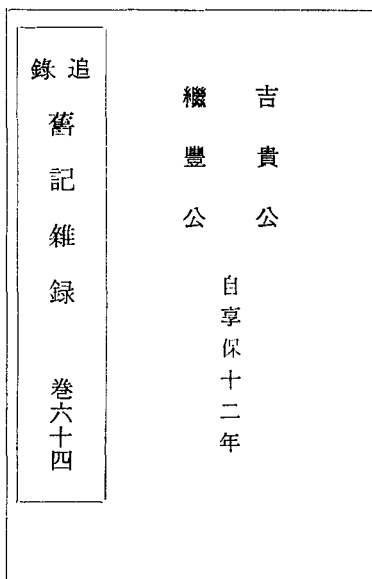 吉貴公
繼豐公
自享保十二年
追録
舊記雑録 巻六十四